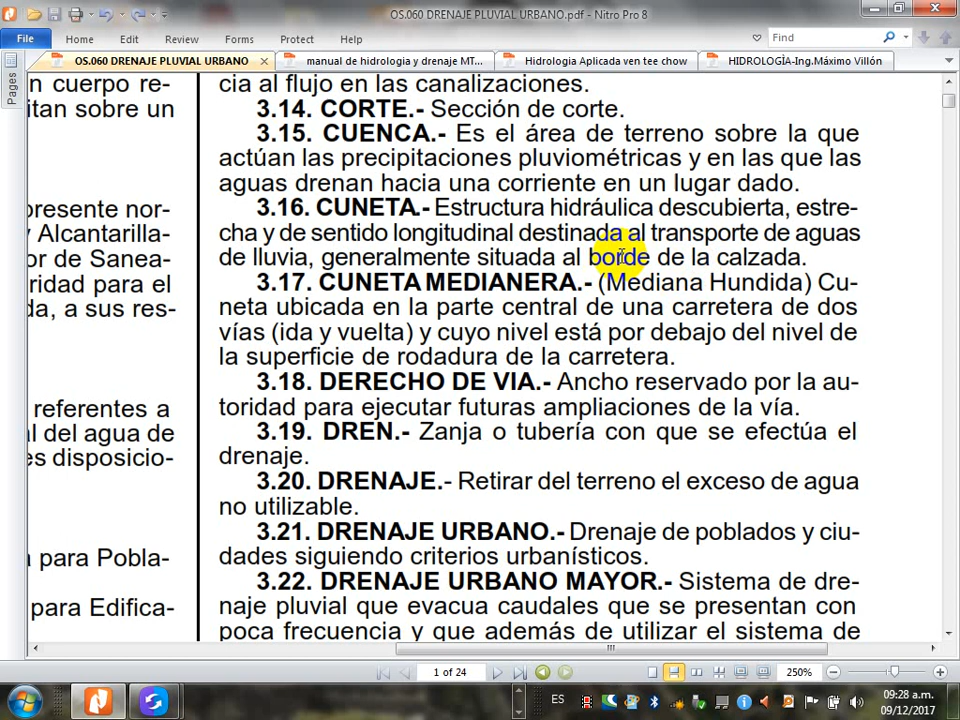 OS.060 DRENAJE PLUVIAL URBANO.pdf - Nitro Pro 8
File Home Edit Review Forms Protect Help Find
OS.060 DRENAJE PLUVIAL URBANO manual de hidrologia y drenaje MT... Hidrologia Aplicada ven tee chow HIDROLOGÌA-Ing.Máximo Villón
Pages
n cuerpo re-
itan sobre un
presente nor-
y Alcantarilla-
or de Sanea-
ridad para el
da, a sus res-
referentes a
al del agua de
es disposicio-
a para Pobla-
para Edifica-
cia al flujo en las canalizaciones.
3.14. CORTE.- Sección de corte.
3.15. CUENCA.- Es el área de terreno sobre la que
actúan las precipitaciones pluviométricas y en las que las
aguas drenan hacia una corriente en un lugar dado.
3.16. CUNETA.- Estructura hidráulica descubierta, estre-
cha y de sentido longitudinal destinada al transporte de aguas
de lluvia, generalmente situada al borde de la calzada.
3.17. CUNETA MEDIANERA.- (Mediana Hundida) Cu-
neta ubicada en la parte central de una carretera de dos
vías (ida y vuelta) y cuyo nivel está por debajo del nivel de
la superficie de rodadura de la carretera.
3.18. DERECHO DE VIA.- Ancho reservado por la au-
toridad para ejecutar futuras ampliaciones de la vía.
3.19. DREN.- Zanja o tubería con que se efectúa el
drenaje.
3.20. DRENAJE.- Retirar del terreno el exceso de agua
no utilizable.
3.21. DRENAJE URBANO.- Drenaje de poblados y ciu-
dades siguiendo criterios urbanísticos.
3.22. DRENAJE URBANO MAYOR.- Sistema de dre-
naje pluvial que evacua caudales que se presentan con
poca frecuencia y que además de utilizar el sistema de
1 of 24 250%
ES 09:28 a.m.
09/12/2017